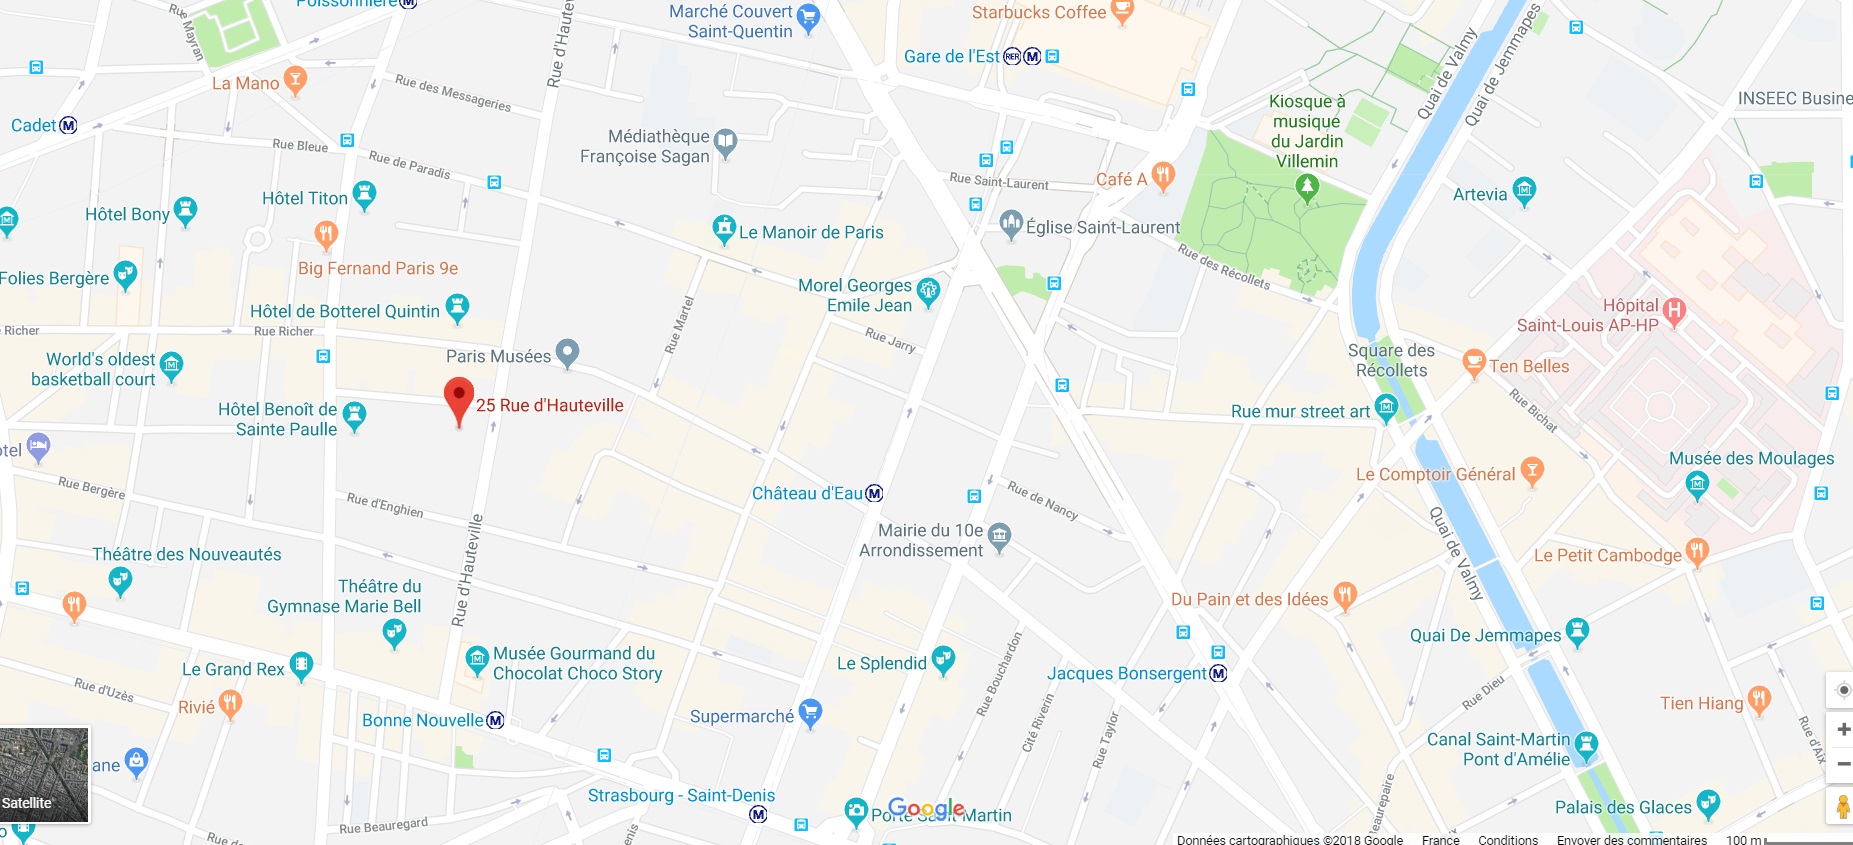 Poissonnière
Rue Mayran
Rue d'Hauteville
Marché Couvert
Saint-Quentin
Starbucks Coffee
Gare de l'Est
RER
M
Quai de Valmy
Quai de Jemmapes
La Mano
Rue des Messageries
INSEEC Busine
Cadet
M
Rue Bleue
Rue de Paradis
Médiathèque
Françoise Sagan
Kiosque à
musique
du Jardin
Villemin
Rue Saint-Laurent
Café A
Hôtel Titon
Artevia
Hôtel Bony
Le Manoir de Paris
Église Saint-Laurent
Big Fernand Paris 9e
Folies Bergère
Rue des Récollets
Morel Georges
Emile Jean
Hôtel de Botterel Quintin
Rue Martel
Hôpital
Saint-Louis AP-HP
Richer
Rue Richer
Rue Jarry
Paris Musées
World's oldest
basketball court
Square des
Récollets
Ten Belles
25 Rue d'Hauteville
Hôtel Benoît de
Sainte Paulle
Rue mur street art
Rue Bichat
Musée des Moulages
Le Comptoir Général
Rue Bergère
Rue d'Enghien
Château d'Eau
M
Rue de Nancy
Quai de Valmy
Mairie du 10e
Arrondissement
Rue d'Hauteville
Théâtre des Nouveautés
Le Petit Cambodge
Théâtre du
Gymnase Marie Bell
Du Pain et des Idées
Quai De Jemmapes
Musée Gourmand du
Chocolat Choco Story
Le Grand Rex
Le Splendid
Rue Bouchardon
Jacques Bonsergent
M
Rue d'Uzès
Rivié
Rue Dieu
Tien Hiang
Bonne Nouvelle
M
Supermarché
Cité Riverin
Rue Taylor
Rue d'Aix
Canal Saint-Martin
Pont d'Amélie
ane
Satellite
Strasbourg - Saint-Denis
M
Google
Porte Saint Martin
Palais des Glaces
Rue Beauregard
Beaurepaire
Données cartographiques ©2018 Google
France
Conditions
Envoyer des commentaires
100 m